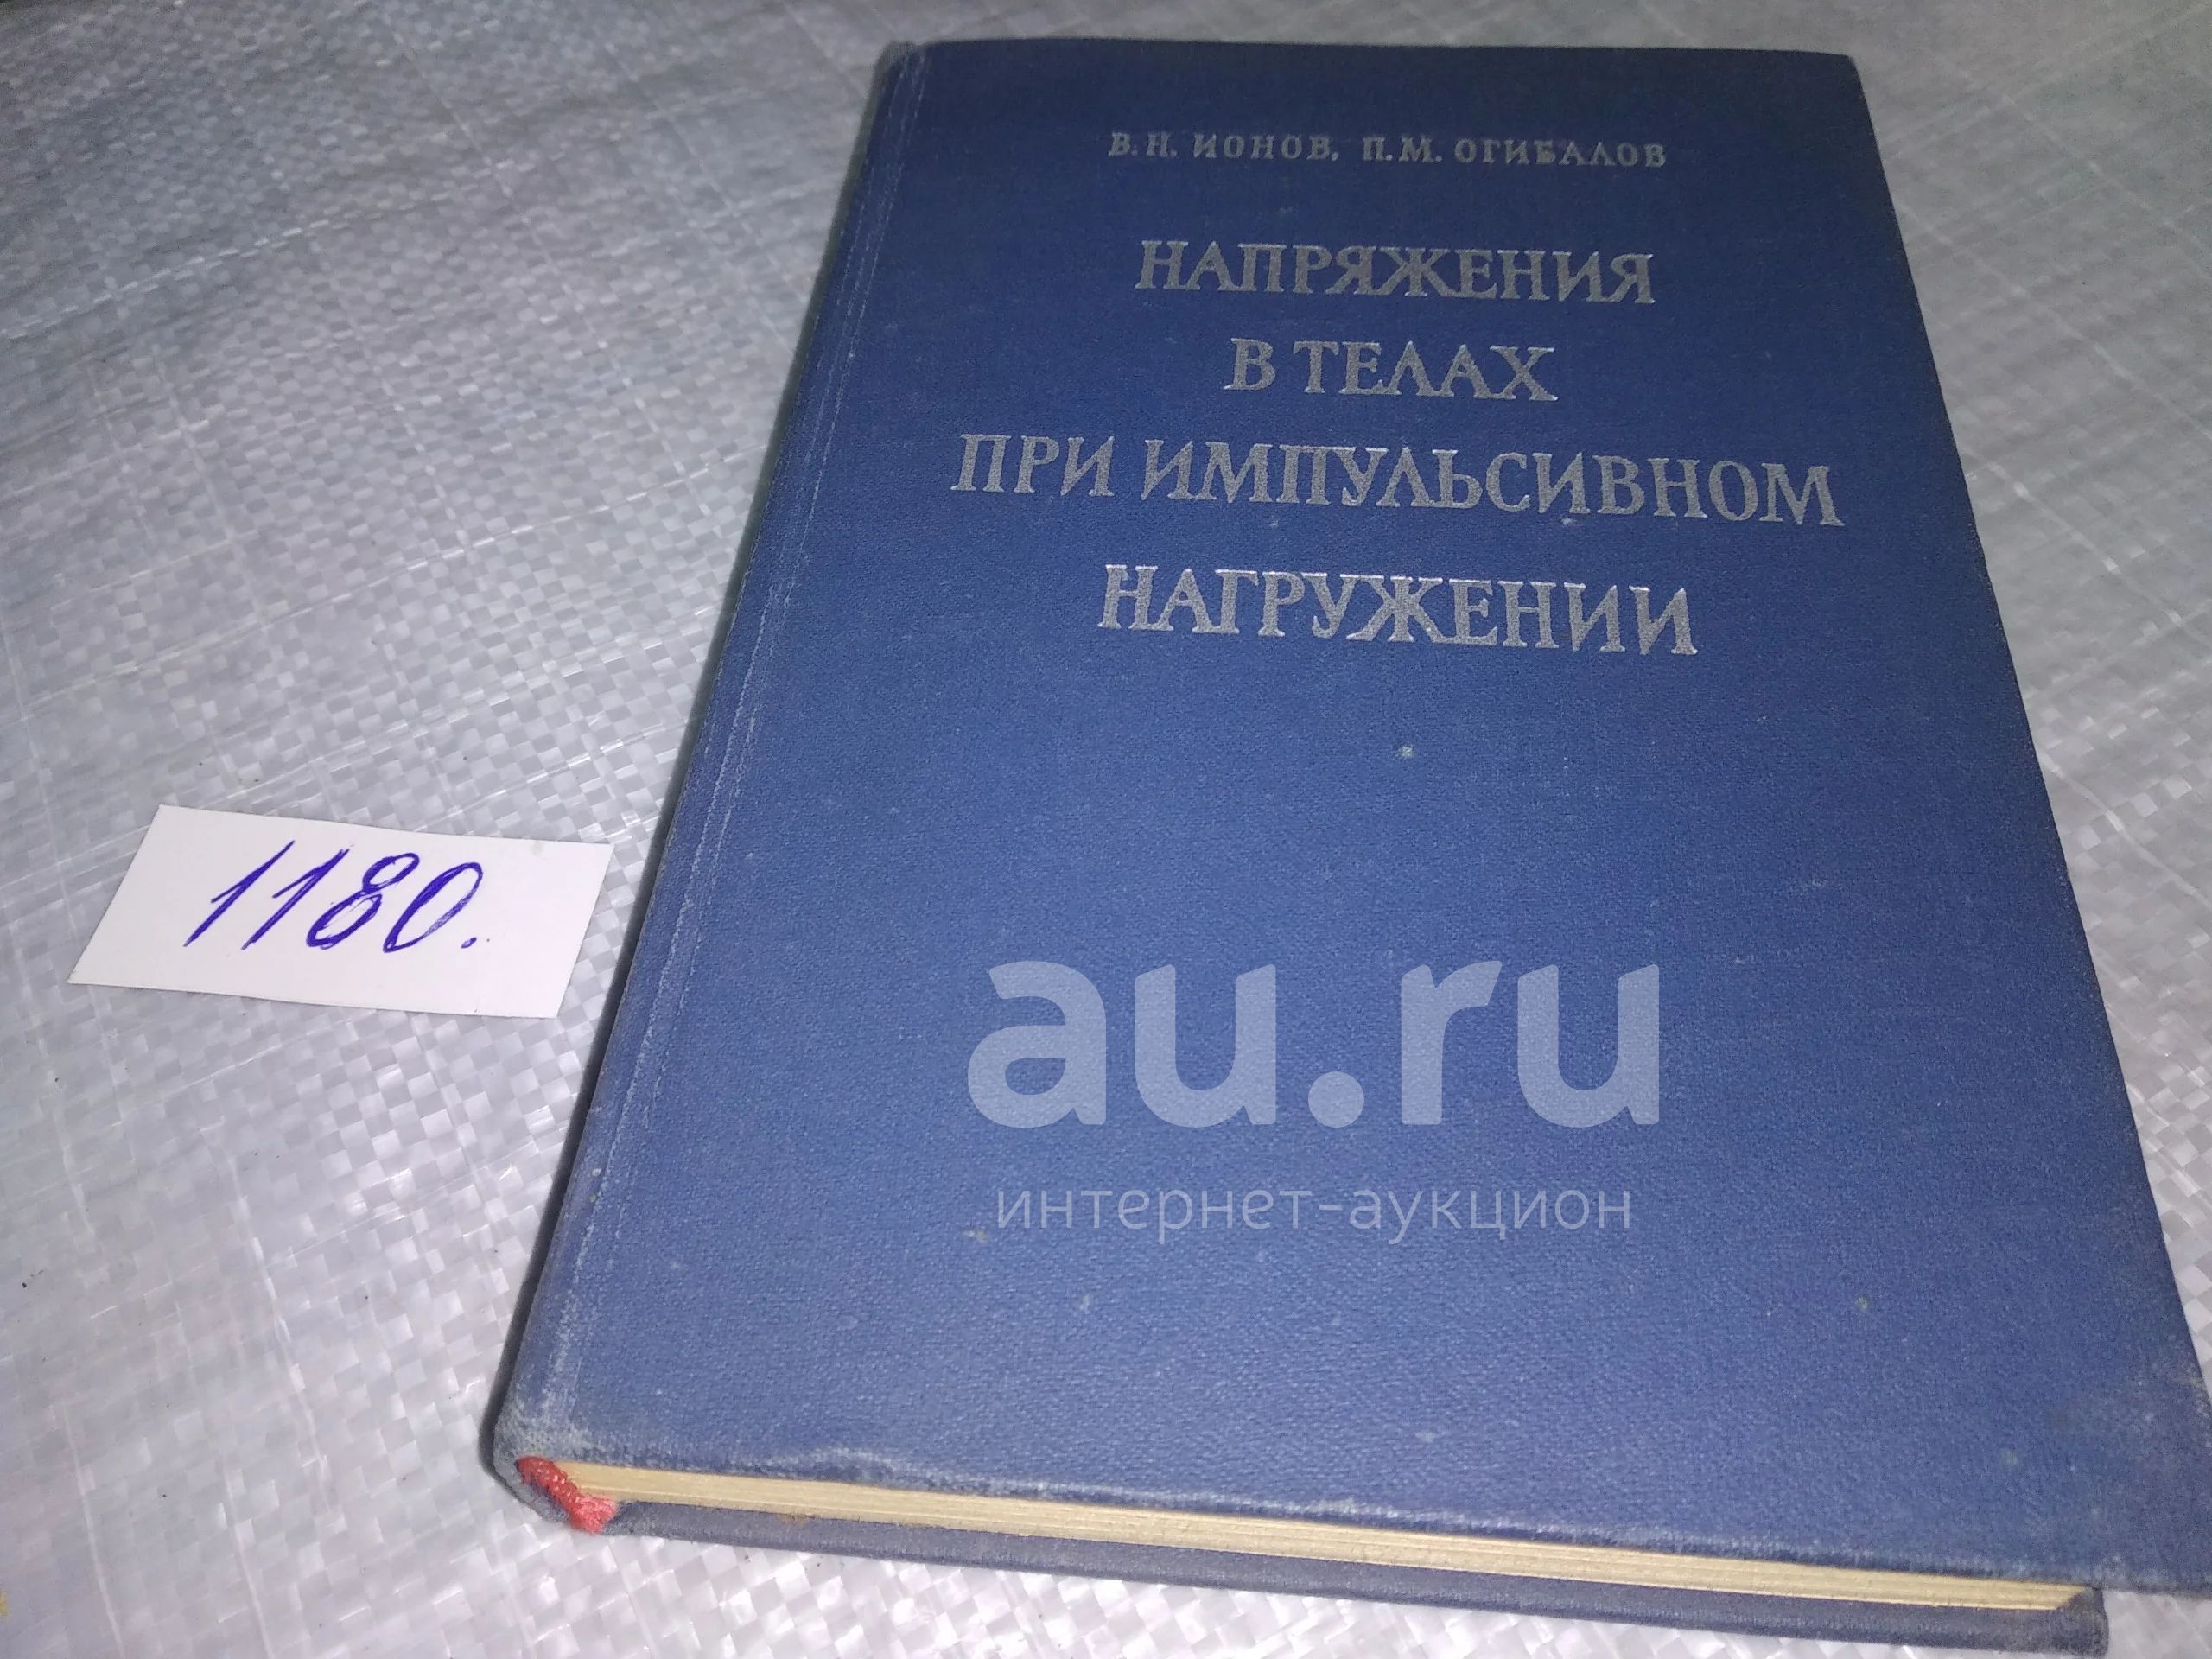 В. Н. ИОНОВ, П. М. ОГИБАЛОВ
НАПРЯЖЕНИЯ
В ТЕЛАХ
ПРИ ИМПУЛЬСИВНОМ
НАГРУЖЕНИИ
1180.
au.ru
интернет-аукцион